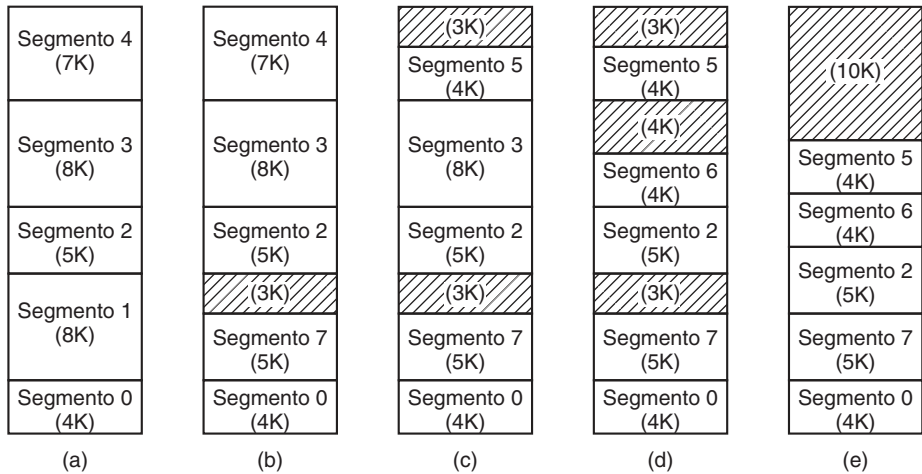 Segmento 4
(7K)
Segmento 3
(8K)
Segmento 2
(5K)
Segmento 1
(8K)
Segmento 0
(4K)
(a)
Segmento 4
(7K)
Segmento 3
(8K)
Segmento 2
(5K)
(3K)
Segmento 7
(5K)
Segmento 0
(4K)
(b)
(3K)
Segmento 5
(4K)
Segmento 3
(8K)
Segmento 2
(5K)
(3K)
Segmento 7
(5K)
Segmento 0
(4K)
(c)
(3K)
Segmento 5
(4K)
(4K)
Segmento 6
(4K)
Segmento 2
(5K)
(3K)
Segmento 7
(5K)
Segmento 0
(4K)
(d)
(10K)
Segmento 5
(4K)
Segmento 6
(4K)
Segmento 2
(5K)
Segmento 7
(5K)
Segmento 0
(4K)
(e)